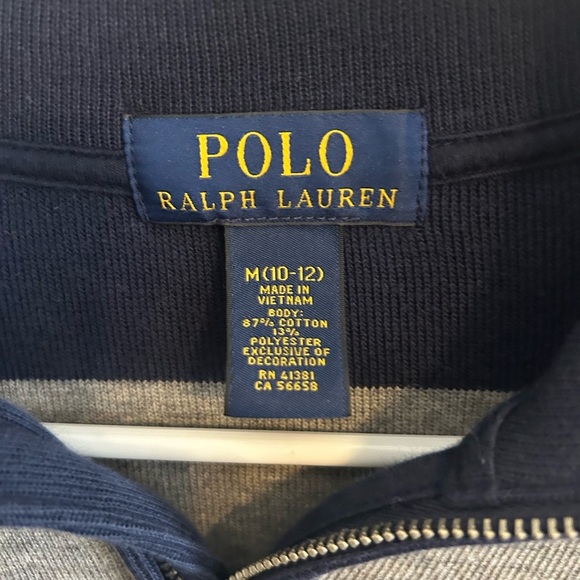 POLO
RALPH LAUREN
M(10-12)
MADE IN
VIETNAM
BODY:
87% COTTON
13%
POLYESTER
EXCLUSIVE OF
DECORATION
RN 41381
CA 56658